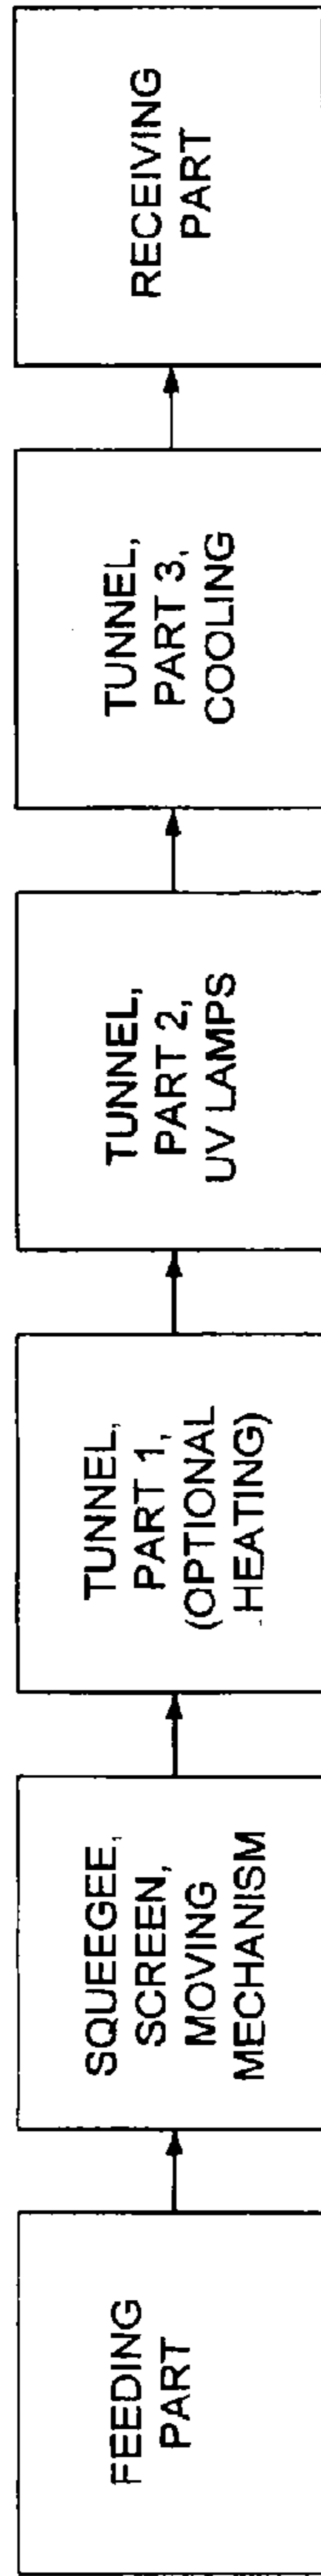 FEEDING
PART
SQUEEGEE,
SCREEN,
MOVING
MECHANISM
TUNNEL,
PART 1,
(OPTIONAL
HEATING)
TUNNEL,
PART 2,
UV LAMPS
TUNNEL,
PART 3,
COOLING
RECEIVING
PART